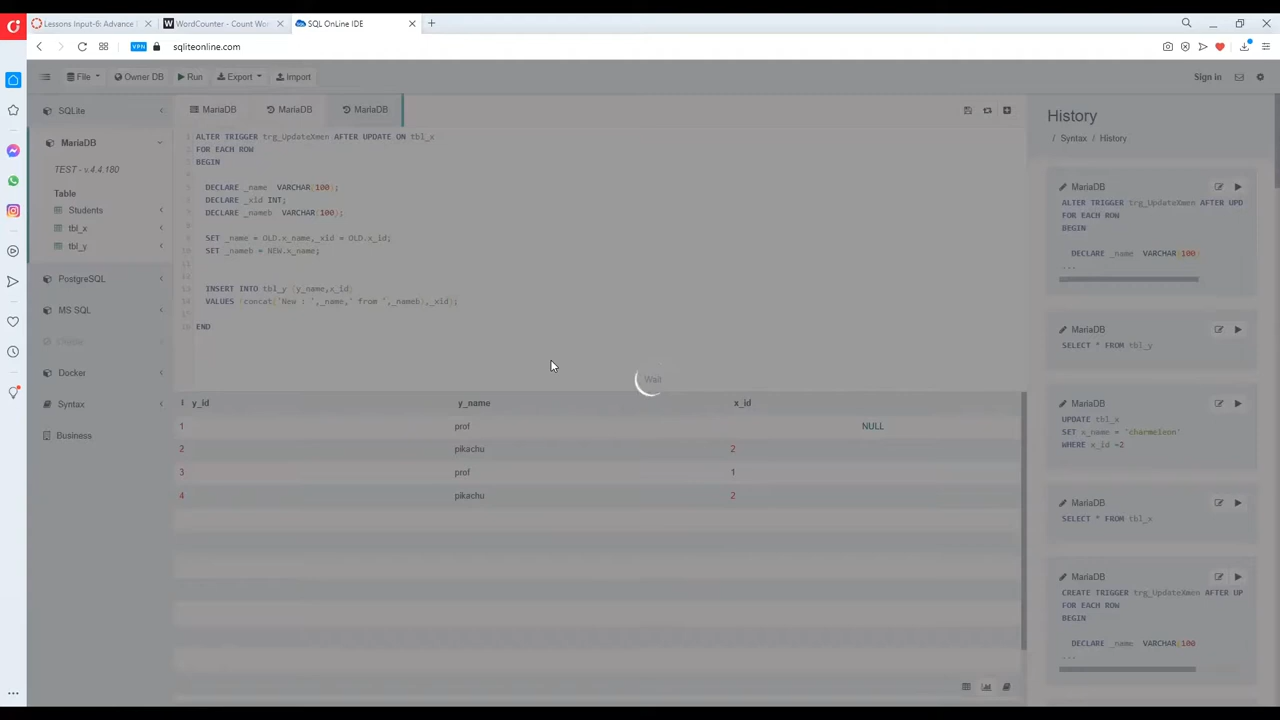 Lessons Input-6: Advance
WordCounter - Count Wo
SQL OnLine IDE
VPN
sqliteonline.com
File
Owner DB
Run
Export
Import
Sign in
SQLite
MariaDB
TEST - v.4.4.180
Table
Students
tbl_x
tbl_y
PostgreSQL
MS SQL
Docker
Syntax
Business
MariaDB
MariaDB
MariaDB
1 ALTER TRIGGER trg_UpdateXmen AFTER UPDATE ON tbl_x
FOR EACH ROW
BEGIN
DECLARE _name VARCHAR(100);
DECLARE _xid INT;
DECLARE _nameb VARCHAR(100);
SET _name = OLD.x_name,_xid = OLD.x_id;
SET _nameb = NEW.x_name;
INSERT INTO tbl_y (y_name,x_id)
VALUES (concat('New : ',_name,' from ',_nameb),_xid);
END
Wait
! y_id y_name x_id
1 prof NULL
2 pikachu 2
3 prof 1
4 pikachu 2
History
/ Syntax / History
MariaDB
ALTER TRIGGER trg_UpdateXmen AFTER UPD
FOR EACH ROW
BEGIN
DECLARE _name VARCHAR(100)
...
MariaDB
SELECT * FROM tbl_y
MariaDB
UPDATE tbl_x
SET x_name = 'charmeleon'
WHERE x_id =2
MariaDB
SELECT * FROM tbl_x
MariaDB
CREATE TRIGGER trg_UpdateXmen AFTER UP
FOR EACH ROW
BEGIN
DECLARE _name VARCHAR(100
...